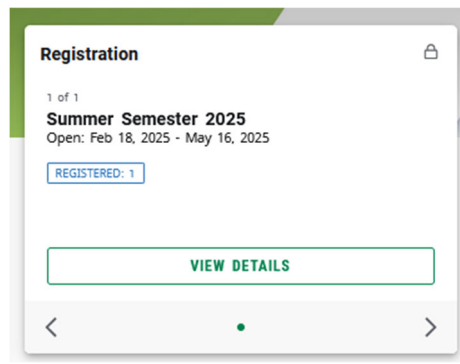 Registration
1 of 1
Summer Semester 2025
Open: Feb 18, 2025 - May 16, 2025
REGISTERED: 1
VIEW DETAILS